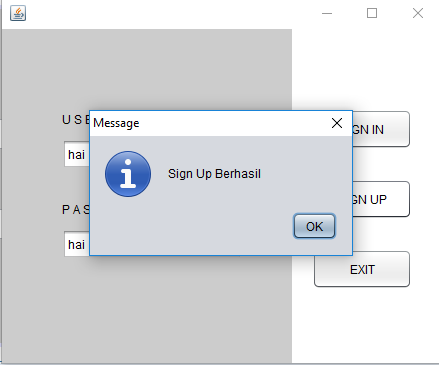 Message
Sign Up Berhasil
OK
U S E
hai
P A S
hai
GN IN
GN UP
EXIT